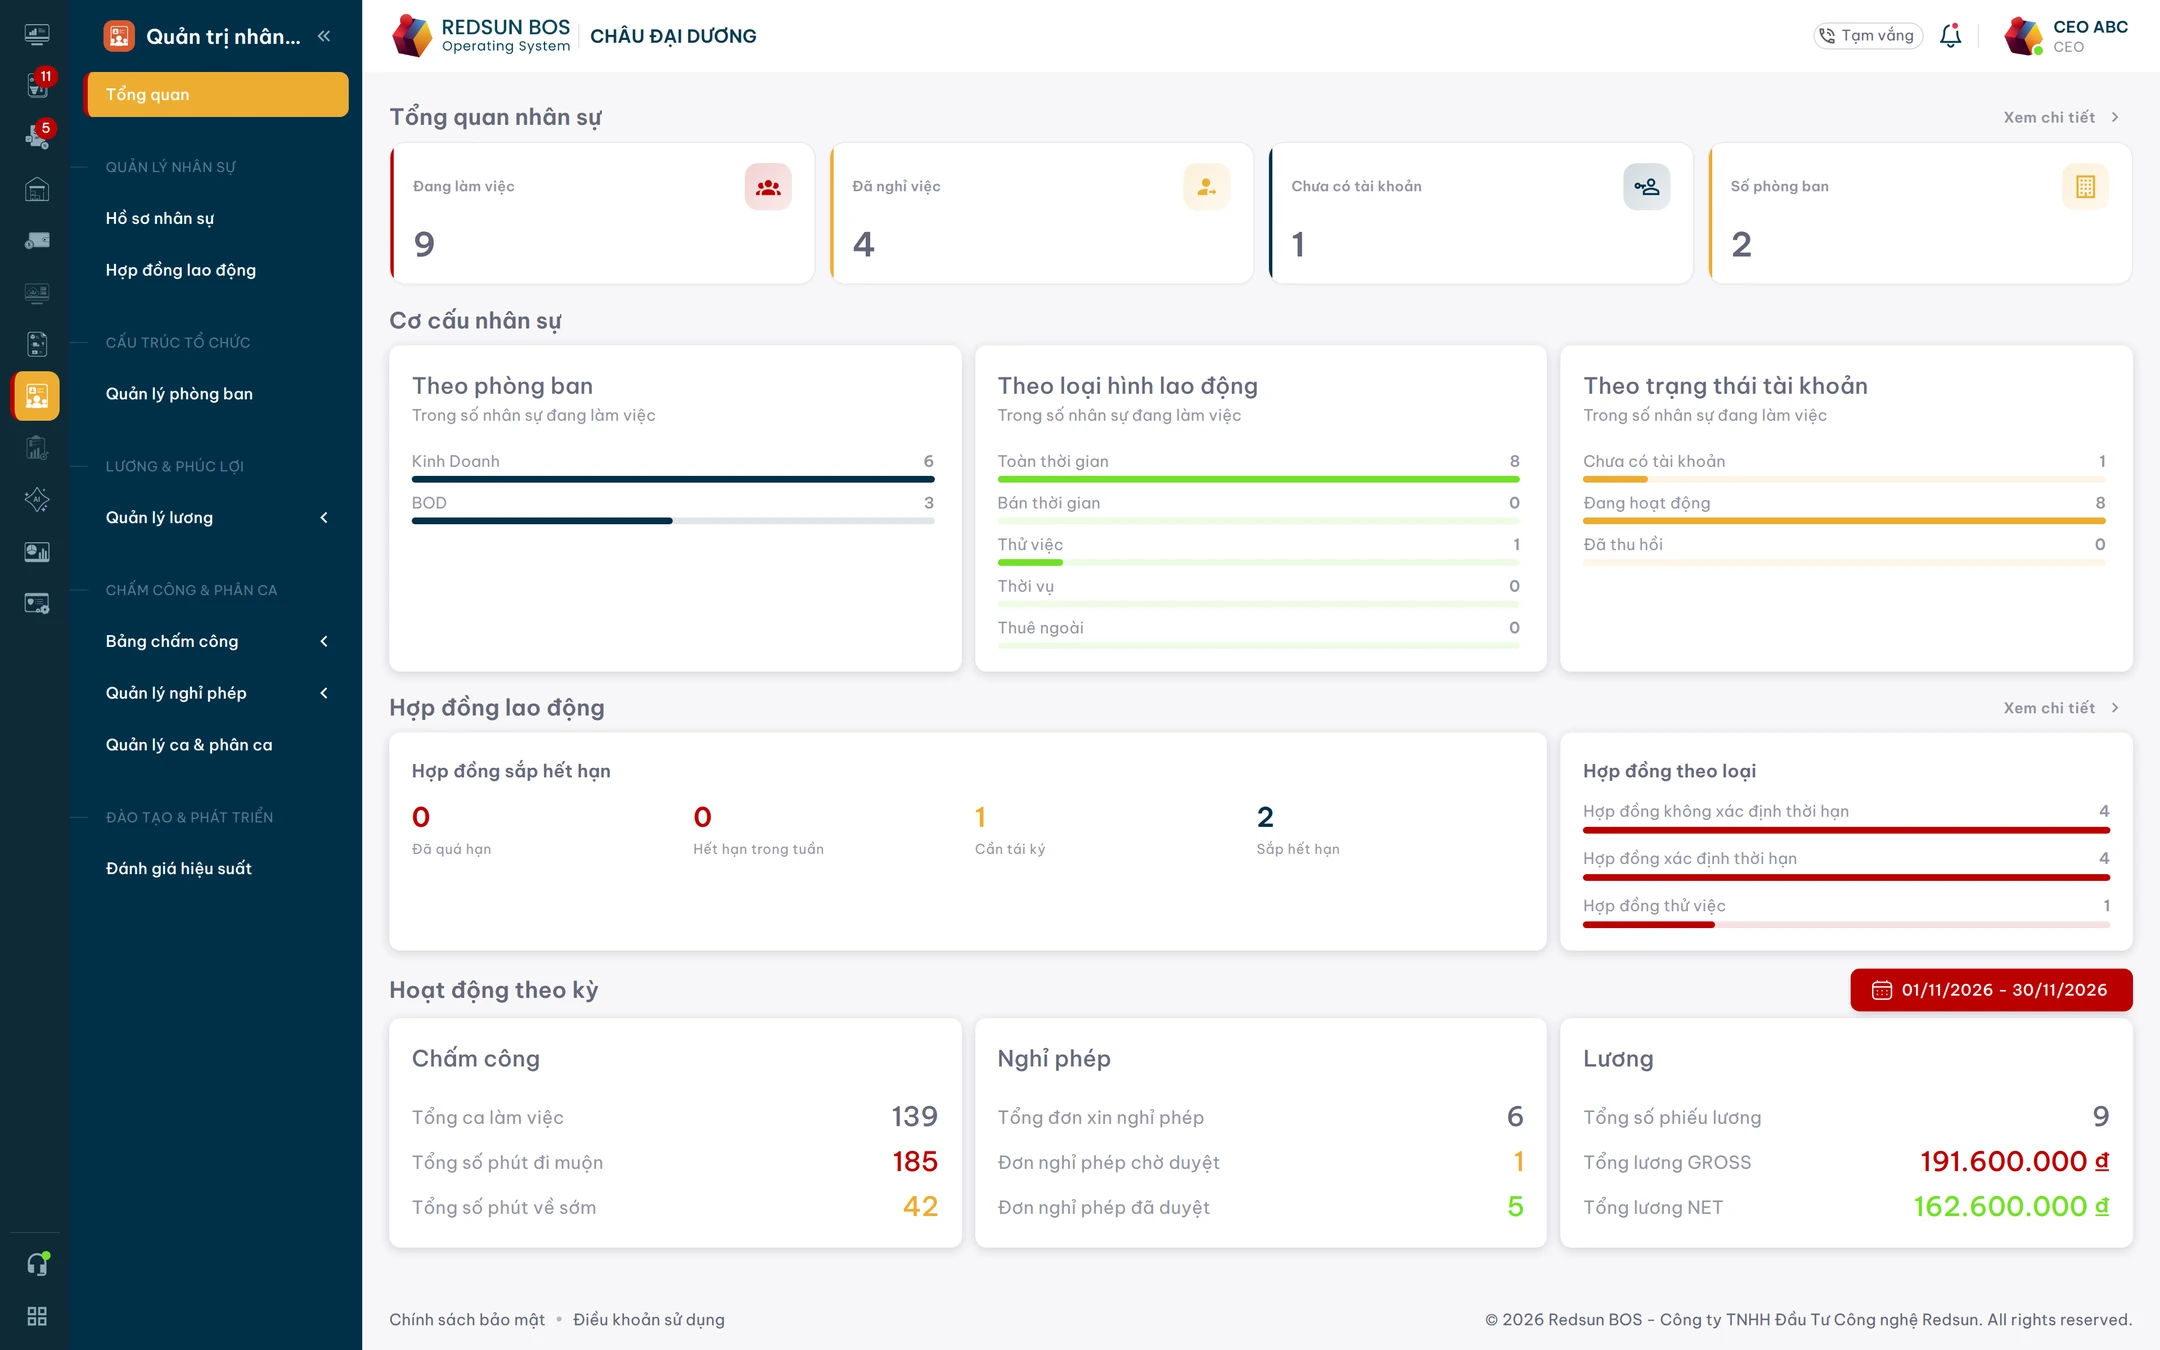 Quản trị nhân...
11
5
Tổng quan
QUẢN LÝ NHÂN SỰ
Hồ sơ nhân sự
Hợp đồng lao động
CẤU TRÚC TỔ CHỨC
Quản lý phòng ban
LƯƠNG & PHÚC LỢI
Quản lý lương
CHẤM CÔNG & PHÂN CA
Bảng chấm công
Quản lý nghỉ phép
Quản lý ca & phân ca
ĐÀO TẠO & PHÁT TRIỂN
Đánh giá hiệu suất
REDSUN BOS
Operating System
CHÂU ĐẠI DƯƠNG
Tạm vắng
CEO ABC
CEO
Tổng quan nhân sự
Xem chi tiết
Đang làm việc
9
Đã nghỉ việc
4
Chưa có tài khoản
1
Số phòng ban
2
Cơ cấu nhân sự
Theo phòng ban
Trong số nhân sự đang làm việc
Kinh Doanh 6
BOD 3
Theo loại hình lao động
Trong số nhân sự đang làm việc
Toàn thời gian 8
Bán thời gian 0
Thử việc 1
Thời vụ 0
Thuê ngoài 0
Theo trạng thái tài khoản
Trong số nhân sự đang làm việc
Chưa có tài khoản 1
Đang hoạt động 8
Đã thu hồi 0
Hợp đồng lao động
Xem chi tiết
Hợp đồng sắp hết hạn
0
Đã quá hạn
0
Hết hạn trong tuần
1
Cần tái ký
2
Sắp hết hạn
Hợp đồng theo loại
Hợp đồng không xác định thời hạn 4
Hợp đồng xác định thời hạn 4
Hợp đồng thử việc 1
Hoạt động theo kỳ
01/11/2026 - 30/11/2026
Chấm công
Tổng ca làm việc 139
Tổng số phút đi muộn 185
Tổng số phút về sớm 42
Nghỉ phép
Tổng đơn xin nghỉ phép 6
Đơn nghỉ phép chờ duyệt 1
Đơn nghỉ phép đã duyệt 5
Lương
Tổng số phiếu lương 9
Tổng lương GROSS 191.600.000 ₫
Tổng lương NET 162.600.000 ₫
Chính sách bảo mật • Điều khoản sử dụng
© 2026 Redsun BOS - Công ty TNHH Đầu Tư Công nghệ Redsun. All rights reserved.